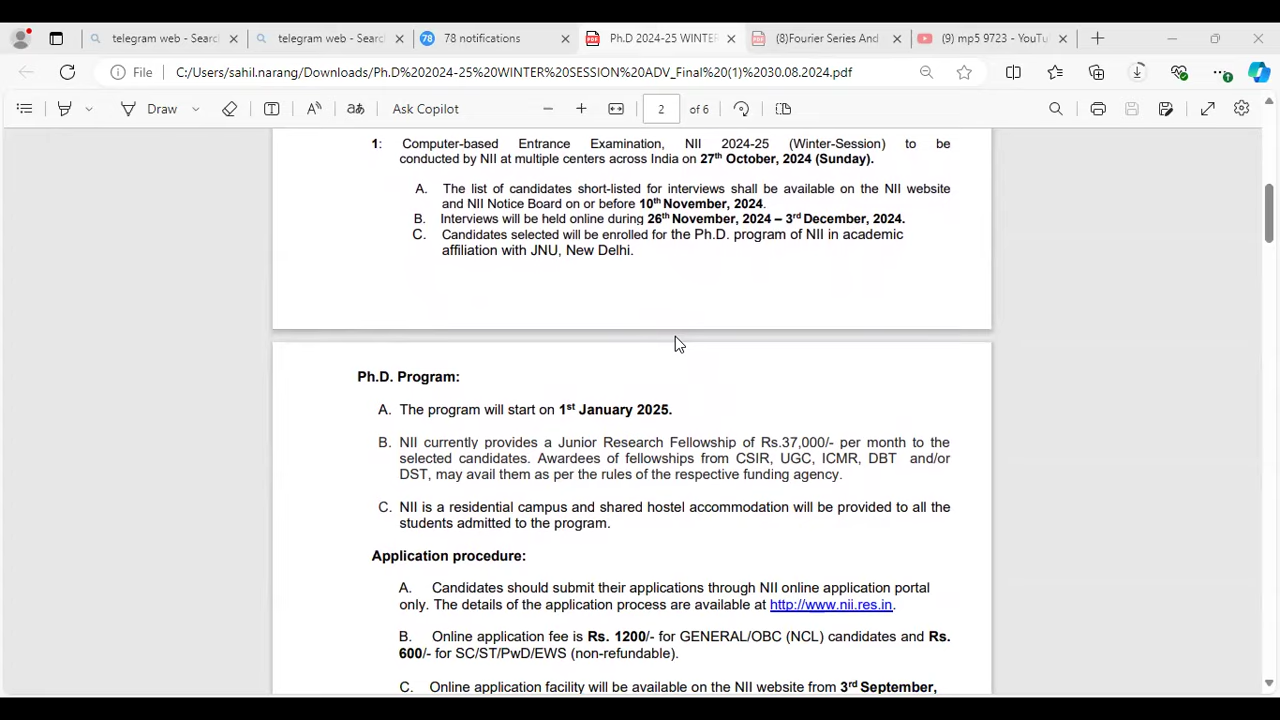 telegram web - Searc
telegram web - Searc
78
78 notifications
Ph.D 2024-25 WINTER
(8)Fourier Series And
(9) mp5 9723 - YouTu
File
C:/Users/sahil.narang/Downloads/Ph.D%202024-25%20WINTER%20SESSION%20ADV_Final%20(1)%2030.08.2024.pdf
Draw
Ask Copilot
2
of 6
1: Computer-based Entrance Examination, NII 2024-25 (Winter-Session) to be
conducted by NII at multiple centers across India on 27th October, 2024 (Sunday).
A. The list of candidates short-listed for interviews shall be available on the NII website
and NII Notice Board on or before 10th November, 2024.
B. Interviews will be held online during 26th November, 2024 – 3rd December, 2024.
C. Candidates selected will be enrolled for the Ph.D. program of NII in academic
affiliation with JNU, New Delhi.
Ph.D. Program:
A. The program will start on 1st January 2025.
B. NII currently provides a Junior Research Fellowship of Rs.37,000/- per month to the
selected candidates. Awardees of fellowships from CSIR, UGC, ICMR, DBT and/or
DST, may avail them as per the rules of the respective funding agency.
C. NII is a residential campus and shared hostel accommodation will be provided to all the
students admitted to the program.
Application procedure:
A. Candidates should submit their applications through NII online application portal
only. The details of the application process are available at http://www.nii.res.in.
B. Online application fee is Rs. 1200/- for GENERAL/OBC (NCL) candidates and Rs.
600/- for SC/ST/PwD/EWS (non-refundable).
C. Online application facility will be available on the NII website from 3rd September,